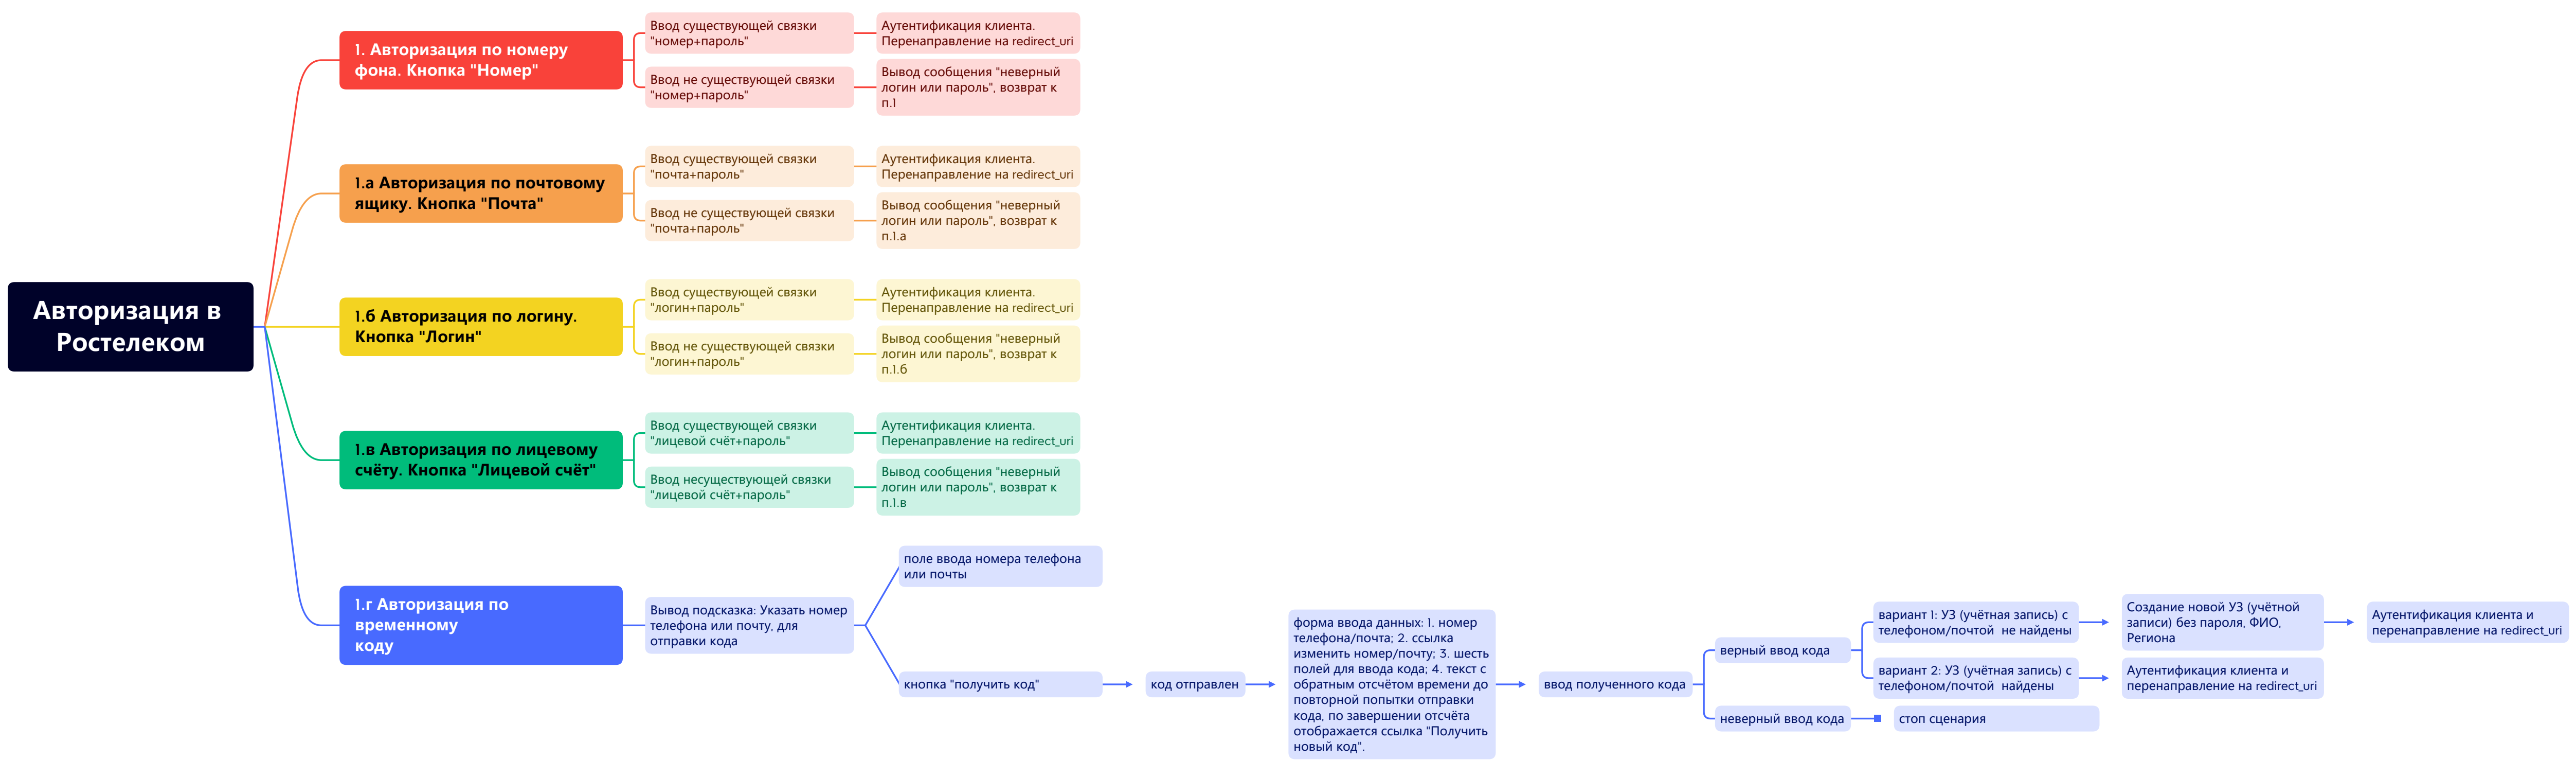 Авторизация в
Ростелеком
1. Авторизация по номеру
фона. Кнопка "Номер"
Ввод существующей связки
"номер+пароль"
Аутентификация клиента.
Перенаправление на redirect_uri
Ввод не существующей связки
"номер+пароль"
Вывод сообщения "неверный
логин или пароль", возврат к
п.1
1.а Авторизация по почтовому
ящику. Кнопка "Почта"
Ввод существующей связки
"почта+пароль"
Аутентификация клиента.
Перенаправление на redirect_uri
Ввод не существующей связки
"почта+пароль"
Вывод сообщения "неверный
логин или пароль", возврат к
п.1.а
1.б Авторизация по логину.
Кнопка "Логин"
Ввод существующей связки
"логин+пароль"
Аутентификация клиента.
Перенаправление на redirect_uri
Ввод не существующей связки
"логин+пароль"
Вывод сообщения "неверный
логин или пароль", возврат к
п.1.б
1.в Авторизация по лицевому
счёту. Кнопка "Лицевой счёт"
Ввод существующей связки
"лицевой счёт+пароль"
Аутентификация клиента.
Перенаправление на redirect_uri
Ввод несуществующей связки
"лицевой счёт+пароль"
Вывод сообщения "неверный
логин или пароль", возврат к
п.1.в
1.г Авторизация по
временному
коду
Вывод подсказка: Указать номер
телефона или почту, для
отправки кода
поле ввода номера телефона
или почты
кнопка "получить код"
код отправлен
форма ввода данных: 1. номер
телефона/почта; 2. ссылка
изменить номер/почту; 3. шесть
полей для ввода кода; 4. текст с
обратным отсчётом времени до
повторной попытки отправки
кода, по завершении отсчёта
отображается ссылка "Получить
новый код".
ввод полученного кода
верный ввод кода
вариант 1: УЗ (учётная запись) с
телефоном/почтой не найдены
Создание новой УЗ (учётной
записи) без пароля, ФИО,
Региона
Аутентификация клиента и
перенаправление на redirect_uri
вариант 2: УЗ (учётная запись) с
телефоном/почтой найдены
Аутентификация клиента и
перенаправление на redirect_uri
неверный ввод кода
стоп сценария